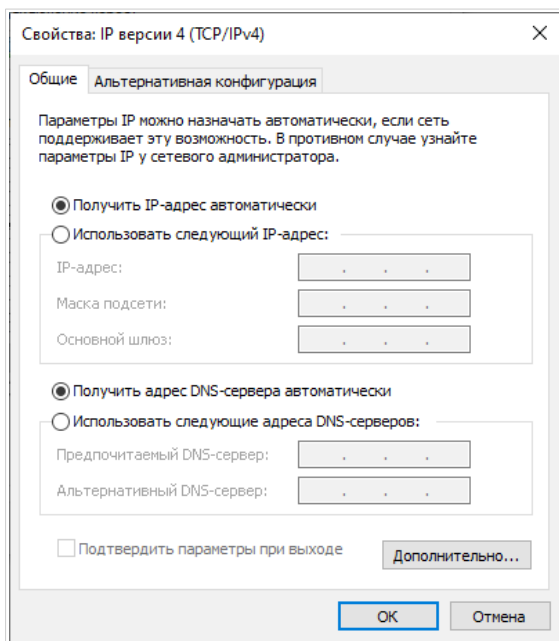 Свойства: IP версии 4 (TCP/IPv4)
Общие
Альтернативная конфигурация
Параметры IP можно назначать автоматически, если сеть
поддерживает эту возможность. В противном случае узнайте
параметры IP у сетевого администратора.
Получить IP-адрес автоматически
Использовать следующий IP-адрес:
IP-адрес:
Маска подсети:
Основной шлюз:
Получить адрес DNS-сервера автоматически
Использовать следующие адреса DNS-серверов:
Предпочитаемый DNS-сервер:
Альтернативный DNS-сервер:
Подтвердить параметры при выходе
Дополнительно...
ОК
Отмена